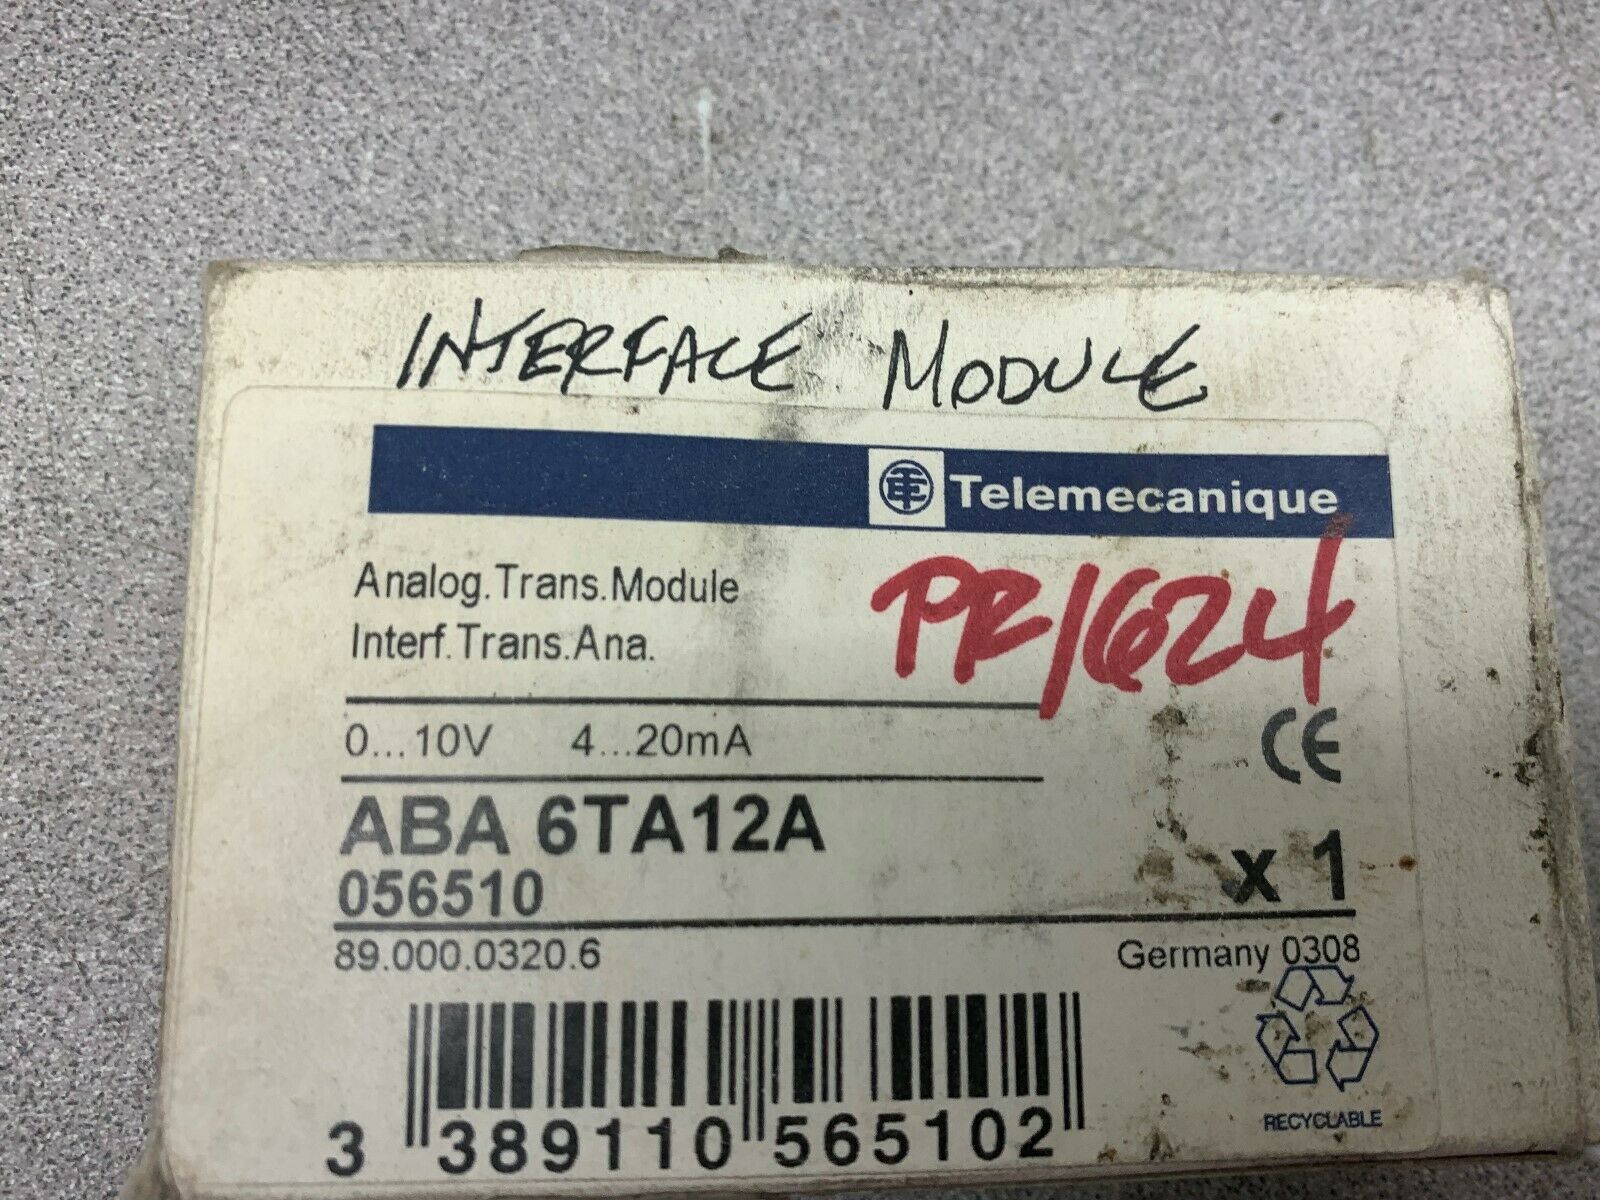 INTERFACE MODULE
Telemecanique
Analog.Trans.Module
Interf.Trans.Ana.
PR1624
0...10V 4...20mA
CE
ABA 6TA12A
056510
x 1
89.000.0320.6
Germany 0308
RECYCLABLE
3 389110 565102